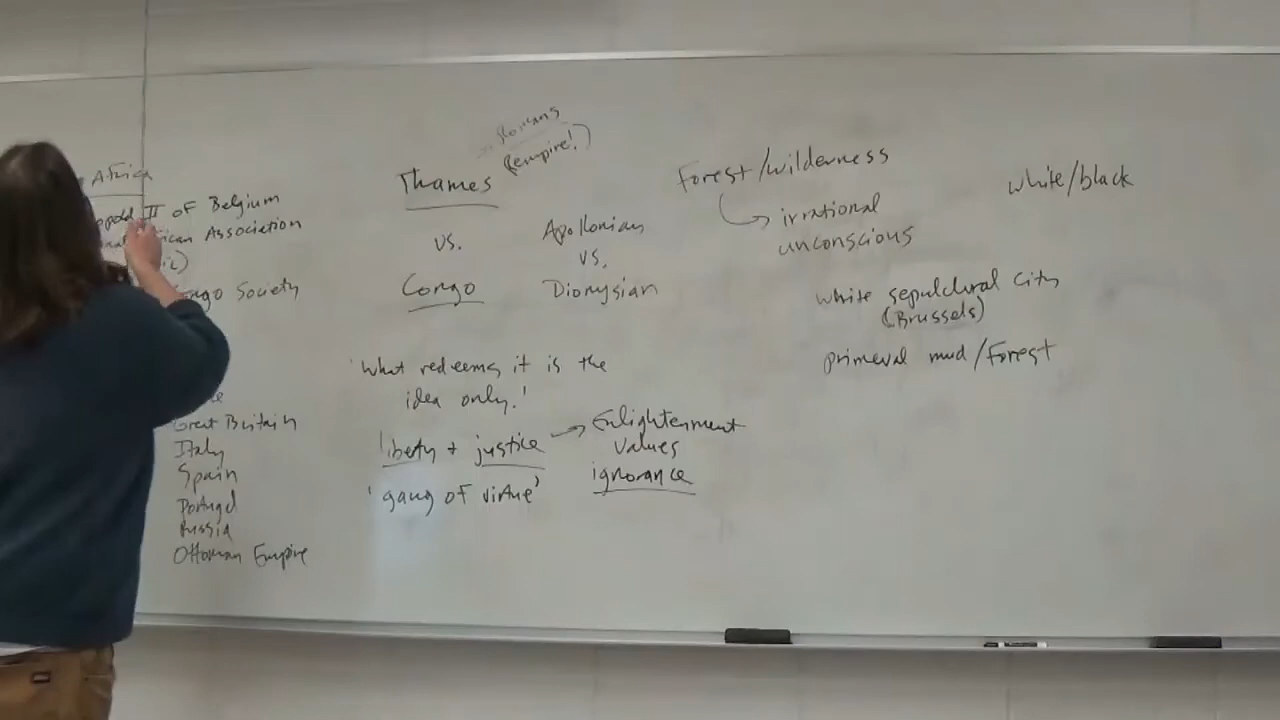 Africa
II of Belgium
Association
Congo Society
Great Britain
Italy
Spain
Portugal
Russia
Ottoman Empire
Romans
(empire!)
Thames
vs.
Congo
Apollonian
vs.
Dionysian
'What redeems it is the
idea only.'
liberty + justice → Enlightenment
values
ignorance
'gang of virtue'
Forest/wilderness
→ irrational
unconscious
white sepulchral city
(Brussels)
primeval mud/forest
white/black